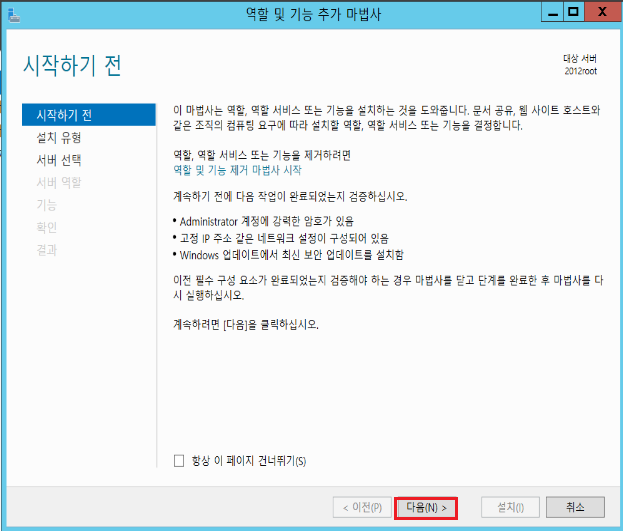 역할 및 기능 추가 마법사
시작하기 전
대상 서버
2012root
시작하기 전
설치 유형
서버 선택
서버 역할
기능
확인
결과
이 마법사는 역할, 역할 서비스 또는 기능을 설치하는 것을 도와줍니다. 문서 공유, 웹 사이트 호스트와
같은 조직의 컴퓨팅 요구에 따라 설치할 역할, 역할 서비스 또는 기능을 결정합니다.
역할, 역할 서비스 또는 기능을 제거하려면
역할 및 기능 제거 마법사 시작
계속하기 전에 다음 작업이 완료되었는지 검증하십시오.
• Administrator 계정에 강력한 암호가 있음
• 고정 IP 주소 같은 네트워크 설정이 구성되어 있음
• Windows 업데이트에서 최신 보안 업데이트를 설치함
이전 필수 구성 요소가 완료되었는지 검증해야 하는 경우 마법사를 닫고 단계를 완료한 후 마법사를 다
시 실행하십시오.
계속하려면 [다음]을 클릭하십시오.
항상 이 페이지 건너뛰기(S)
< 이전(P)
다음(N) >
설치(I)
취소